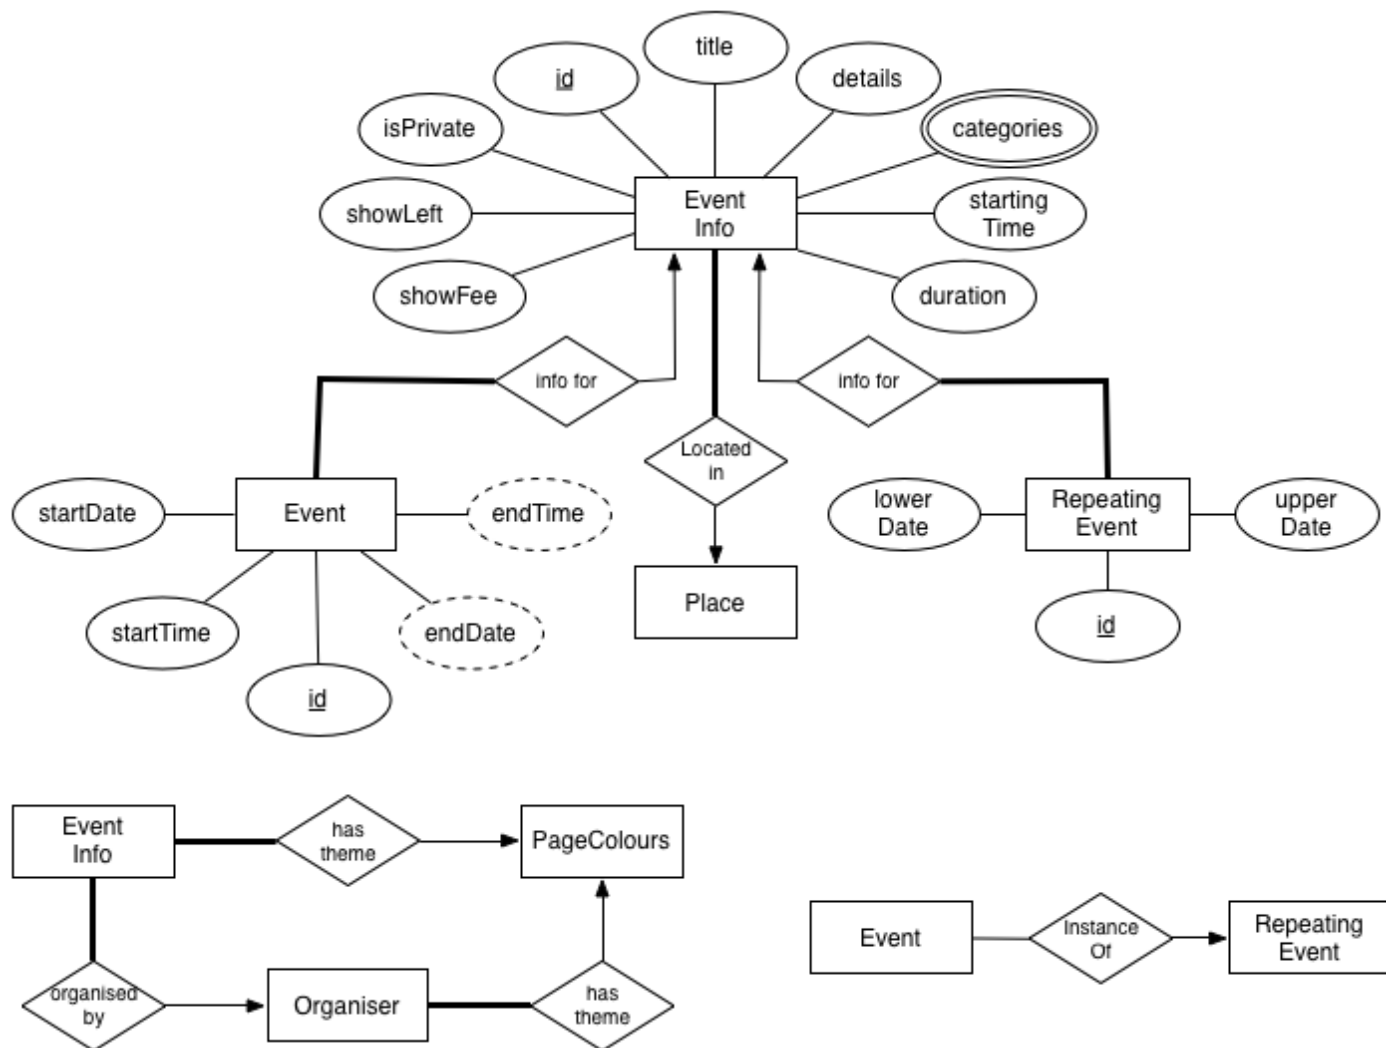 title
id
details
isPrivate
categories
Event
Info
showLeft
starting
Time
showFee
duration
info for
info for
Located
in
startDate
Event
endTime
lower
Date
Repeating
Event
upper
Date
Place
startTime
endDate
id
id
Event
Info
has
theme
PageColours
Event
Instance
Of
Repeating
Event
organised
by
Organiser
has
theme